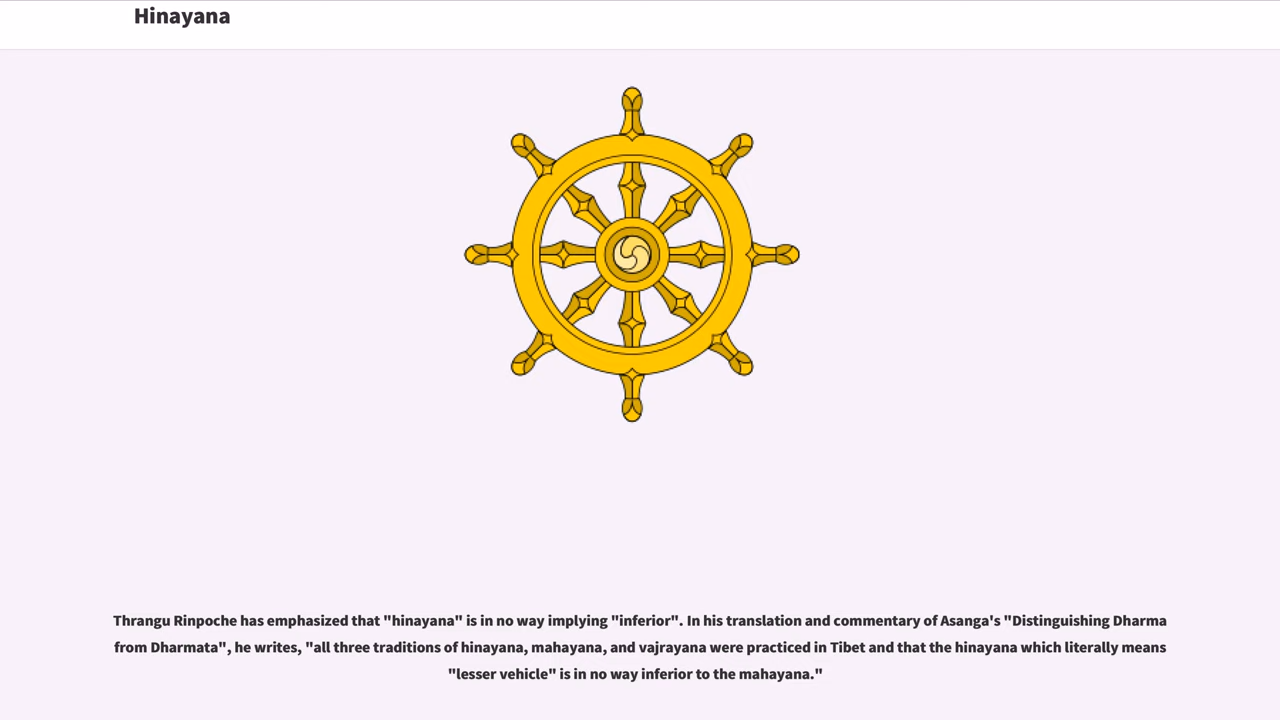 Hinayana
Thrangu Rinpoche has emphasized that "hinayana" is in no way implying "inferior". In his translation and commentary of Asanga's "Distinguishing Dharma
from Dharmata", he writes, "all three traditions of hinayana, mahayana, and vajrayana were practiced in Tibet and that the hinayana which literally means
"lesser vehicle" is in no way inferior to the mahayana."